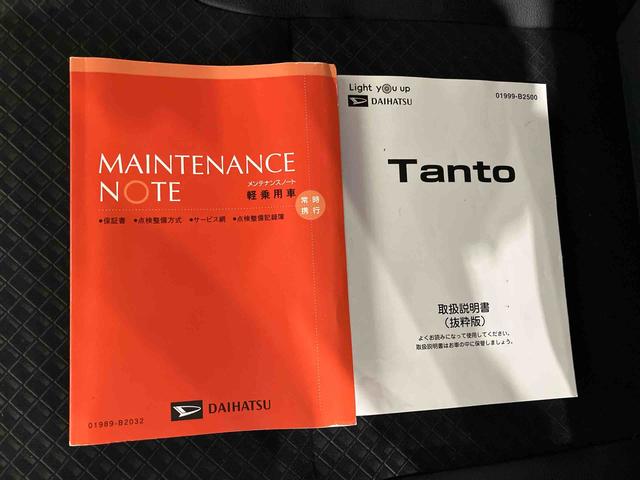 MAINTENANCE
NOTE
メンテナンスノート
軽乗用車
常時
携行
●保証書 ●点検整備方式 ●サービス網 ●点検整備記録簿
DAIHATSU
01989-B2032
Light you up
DAIHATSU
01999-B2500
Tanto
取扱説明書
(抜粋版)
よくお読みになって使用してください。
取扱説明書はお車の中に保管しましょう。